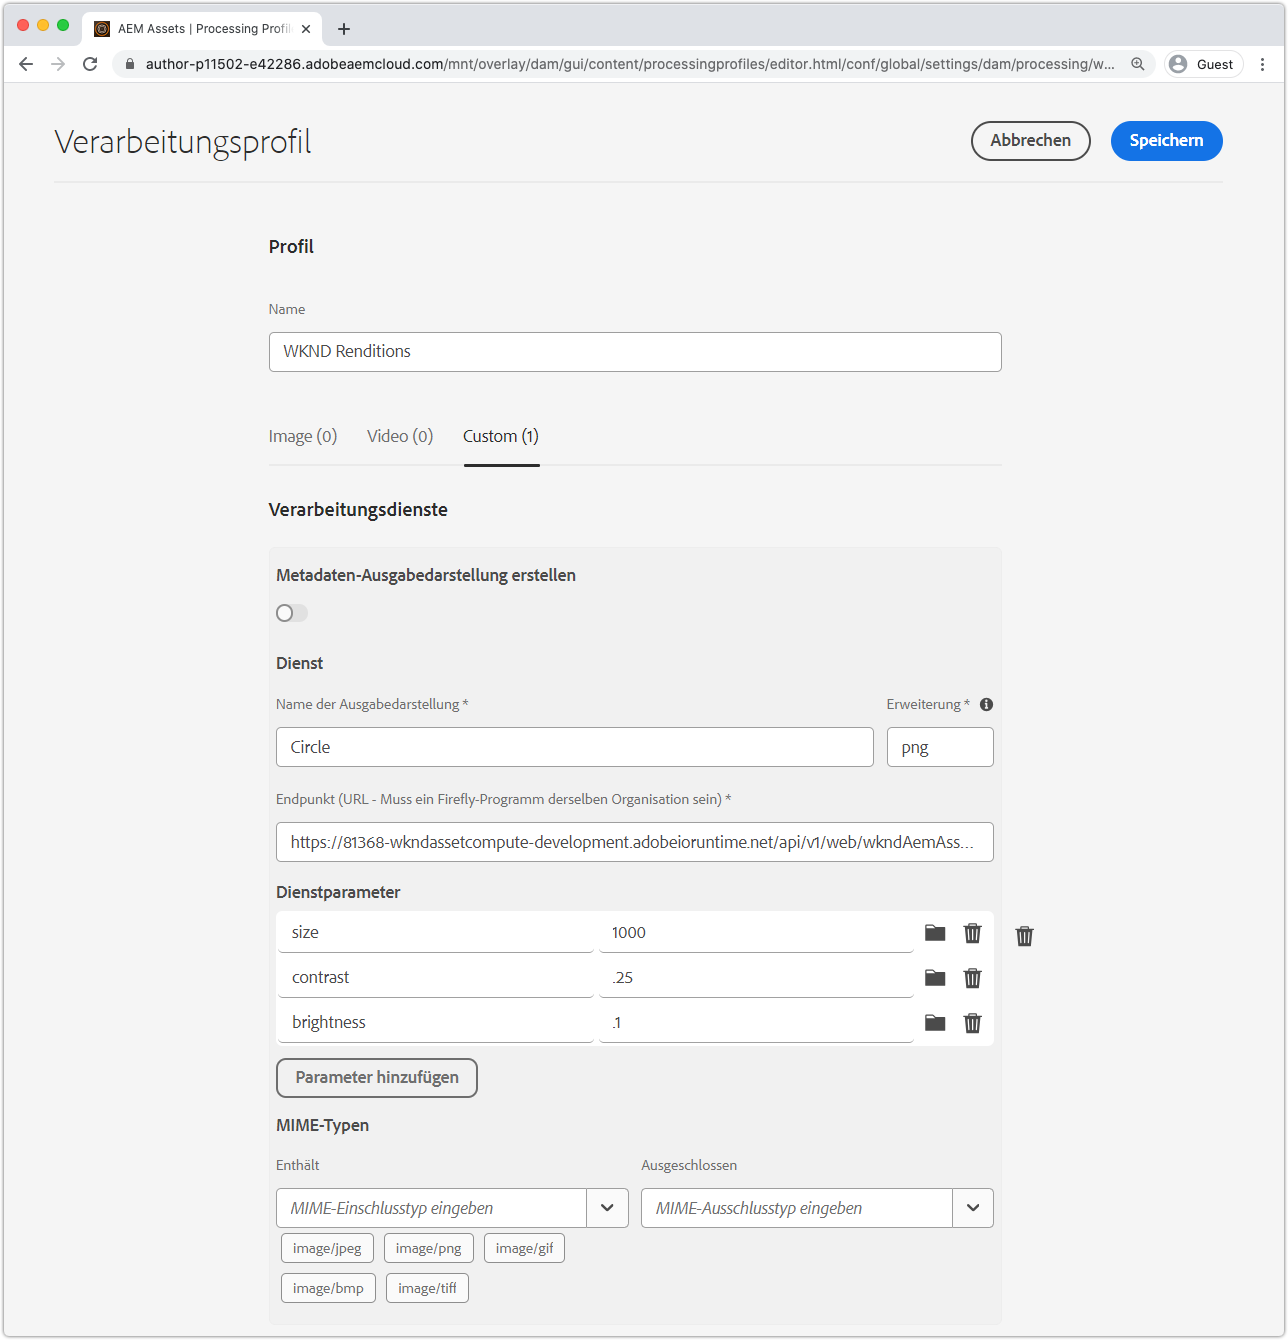 AEM Assets | Processing Profil
author-p11502-e42286.adobeaemcloud.com/mnt/overlay/dam/gui/content/processingprofiles/editor.html/conf/global/settings/dam/processing/w...
Guest
Verarbeitungsprofil
Abbrechen
Speichern
Profil
Name
WKND Renditions
Image (0)
Video (0)
Custom (1)
Verarbeitungsdienste
Metadaten-Ausgabedarstellung erstellen
Dienst
Name der Ausgabedarstellung *
Erweiterung *
Circle
png
Endpunkt (URL - Muss ein Firefly-Programm derselben Organisation sein) *
https://81368-wkndassetcompute-development.adobeioruntime.net/api/v1/web/wkndAemAss...
Dienstparameter
size 1000
contrast .25
brightness .1
Parameter hinzufügen
MIME-Typen
Enthält
Ausgeschlossen
MIME-Einschlusstyp eingeben
MIME-Ausschlusstyp eingeben
image/jpeg image/png image/gif
image/bmp image/tiff